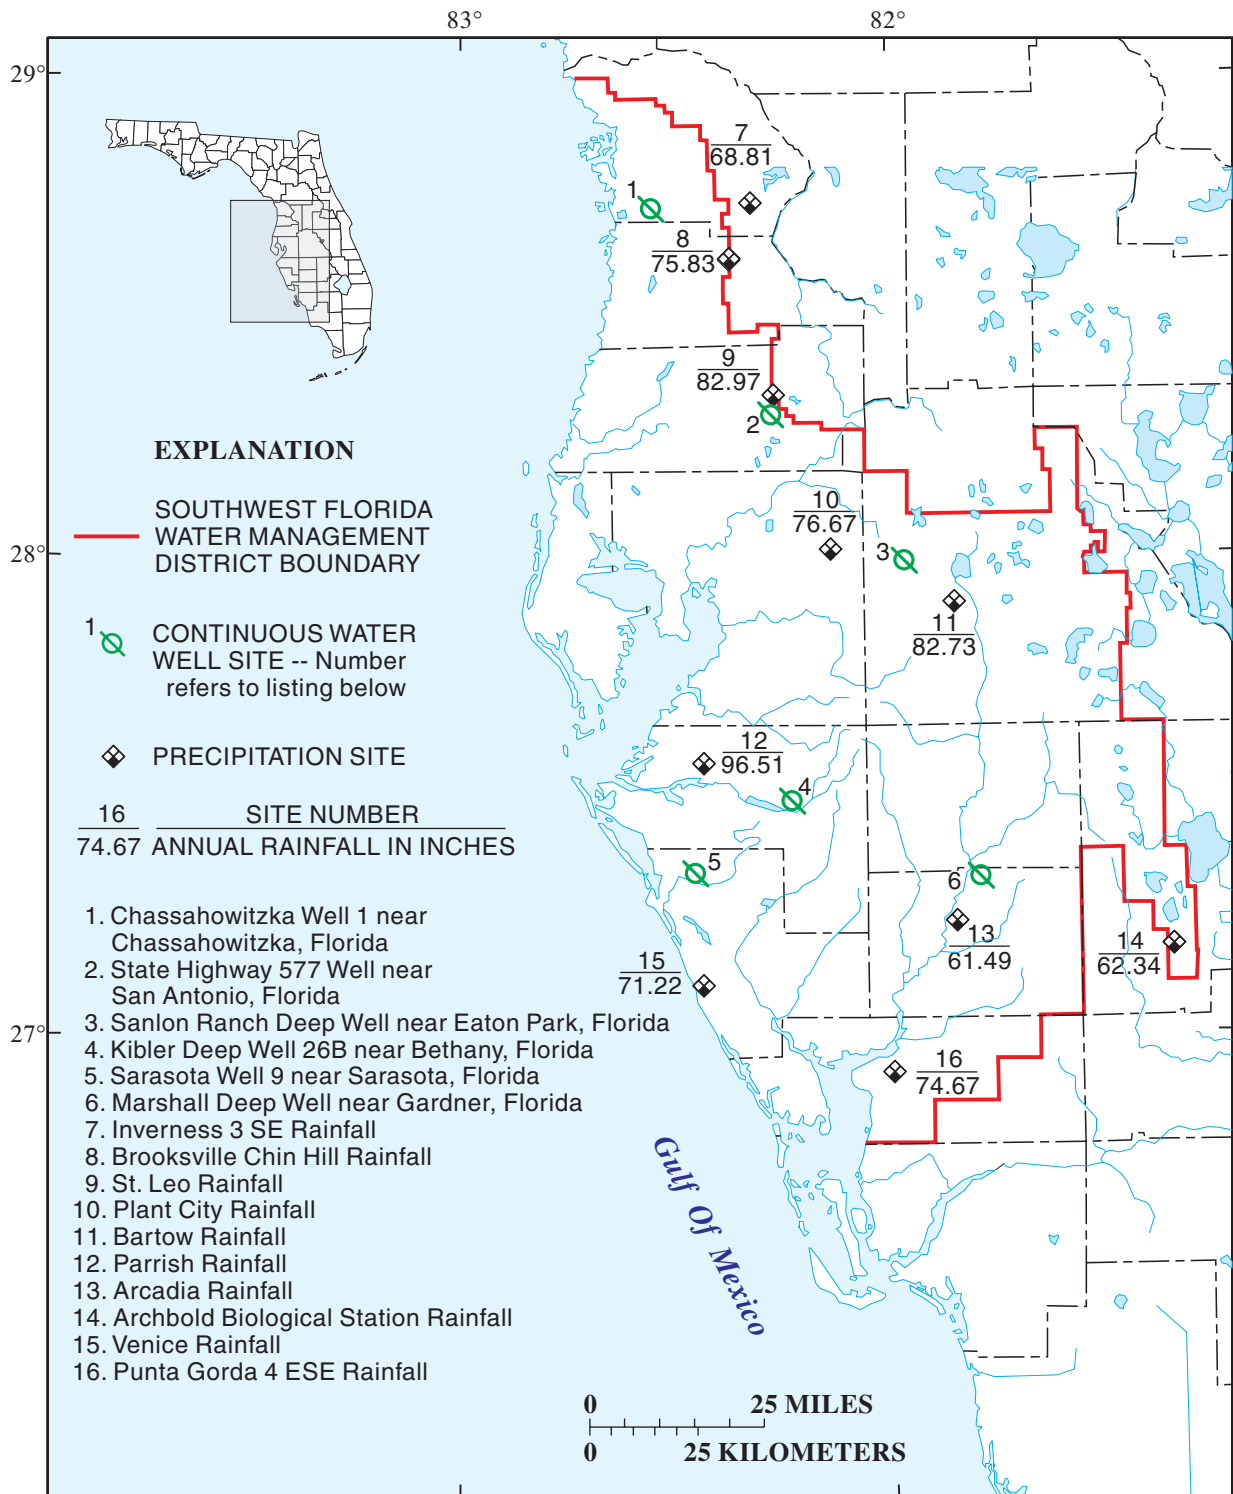 83°
82°
29°
7
68.81
1
8
75.83
9
82.97
2
EXPLANATION
SOUTHWEST FLORIDA
WATER MANAGEMENT
DISTRICT BOUNDARY
10
76.67
28°
3
11
82.73
1
CONTINUOUS WATER
WELL SITE -- Number
refers to listing below
PRECIPITATION SITE
12
96.51
4
16
74.67
SITE NUMBER
ANNUAL RAINFALL IN INCHES
5
6
1. Chassahowitzka Well 1 near
Chassahowitzka, Florida
2. State Highway 577 Well near
San Antonio, Florida
3. Sanlon Ranch Deep Well near Eaton Park, Florida
4. Kibler Deep Well 26B near Bethany, Florida
5. Sarasota Well 9 near Sarasota, Florida
6. Marshall Deep Well near Gardner, Florida
7. Inverness 3 SE Rainfall
8. Brooksville Chin Hill Rainfall
9. St. Leo Rainfall
10. Plant City Rainfall
11. Bartow Rainfall
12. Parrish Rainfall
13. Arcadia Rainfall
14. Archbold Biological Station Rainfall
15. Venice Rainfall
16. Punta Gorda 4 ESE Rainfall
13
61.49
14
62.34
15
71.22
27°
16
74.67
Gulf Of Mexico
0 25 MILES
0 25 KILOMETERS